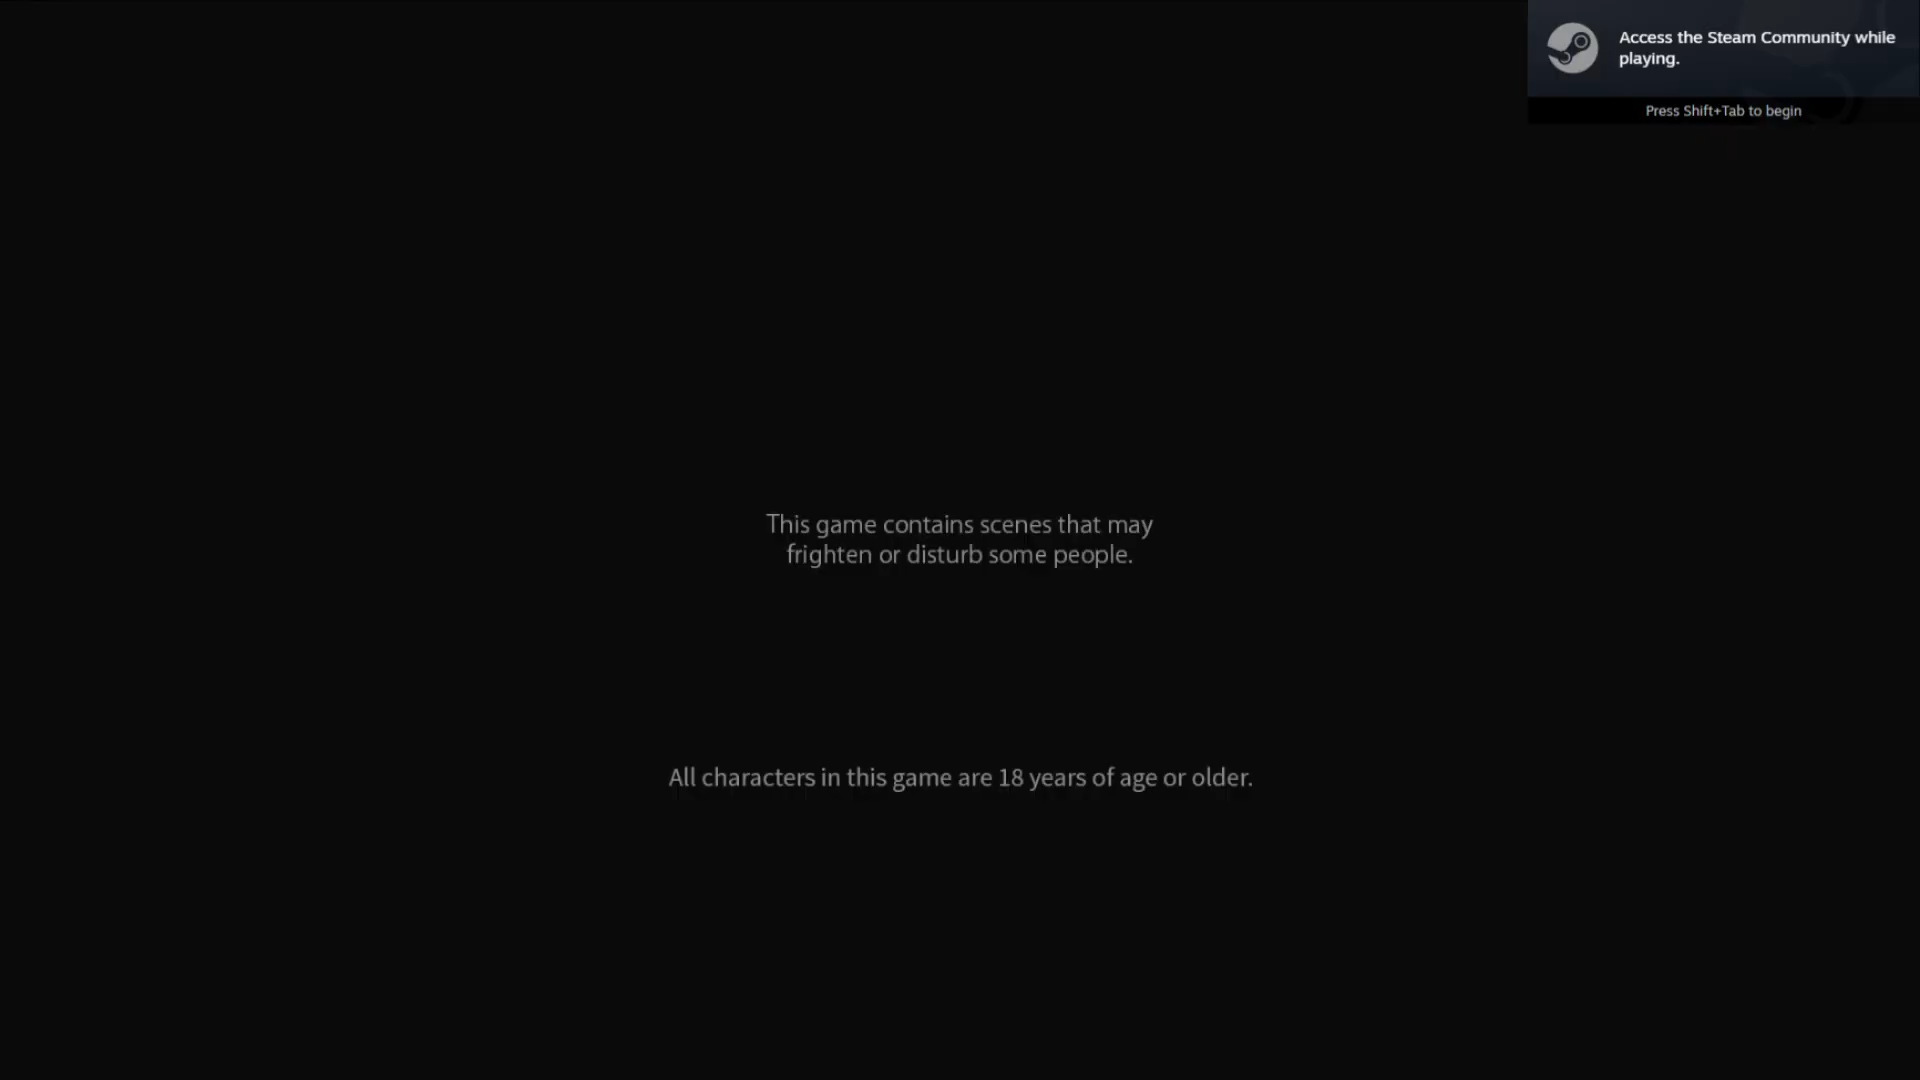 Access the Steam Community while
playing.
Press Shift+Tab to begin
This game contains scenes that may
frighten or disturb some people.
All characters in this game are 18 years of age or older.